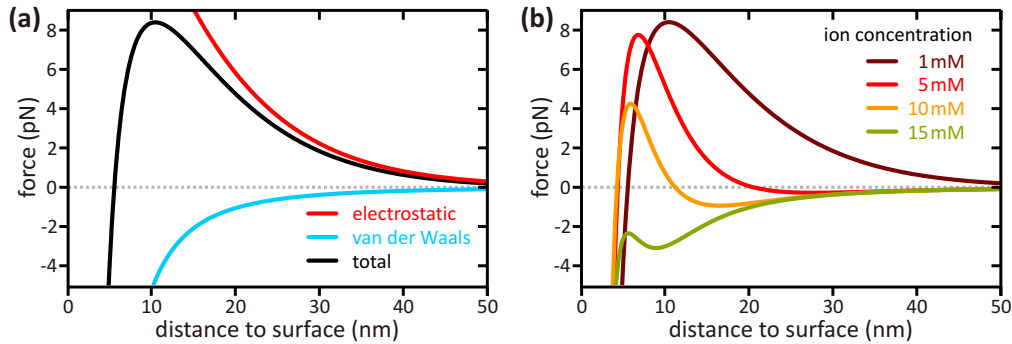 (a)
8
6
4
2
0
-2
-4
force (pN)
electrostatic
van der Waals
total
0 10 20 30 40 50
distance to surface (nm)
(b)
8
6
4
2
0
-2
-4
force (pN)
ion concentration
1 mM
5 mM
10 mM
15 mM
0 10 20 30 40 50
distance to surface (nm)